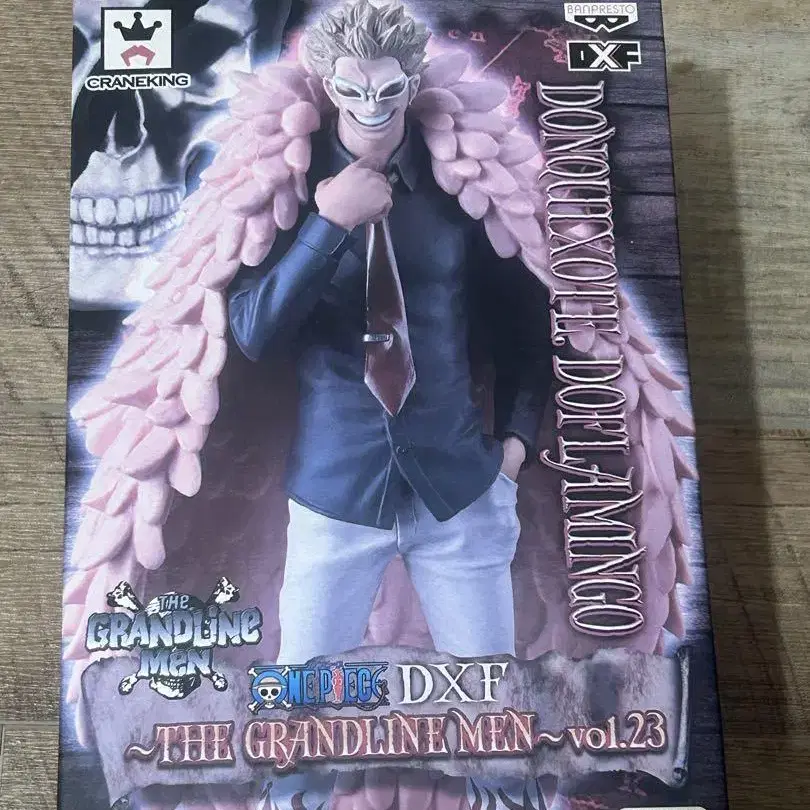 CRANEKING
BANPRESTO
DXF
DONQUIXOTE DOFLAMINGO
THE
GRANDLINE
MEN
ONE PIECE DXF
~THE GRANDLINE MEN~vol.23